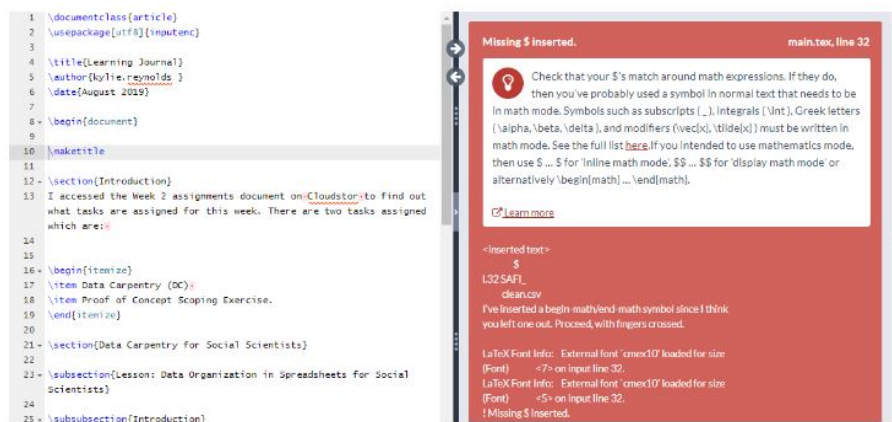 1 \documentclass{article}
2 \usepackage[utf8]{inputenc}
3
4 \title{Learning Journal}
5 \author{kylie.reynolds }
6 \date{August 2019}
7
8 \begin{document}
9
10 \maketitle
11
12 \section{Introduction}
13 I accessed the Week 2 assignments document on Cloudstor to find out
what tasks are assigned for this week. There are two tasks assigned
which are:
14
15
16 \begin{itemize}
17 \item Data Carpentry (DC)
18 \item Proof of Concept Scoping Exercise.
19 \end{itemize}
20
21 \section{Data Carpentry for Social Scientists}
22
23 \subsection{Lesson: Data Organization in Spreadsheets for Social
Scientists}
24
25 \subsubsection{Introduction}
Missing $ inserted. main.tex, line 32
Check that your $'s match around math expressions. If they do,
then you've probably used a symbol in normal text that needs to be
in math mode. Symbols such as subscripts ( _ ), integrals ( \int ), Greek letters
( \alpha, \beta, \delta ), and modifiers (\vec{x}, \tilde{x} ) must be written in
math mode. See the full list here.If you intended to use mathematics mode,
then use $ ... $ for 'inline math mode', $$ ... $$ for 'display math mode' or
alternatively \begin{math} ... \end{math}.
Learn more
<inserted text>
$
l.32 SAFI_
clean.csv
I've inserted a begin-math/end-math symbol since I think
you left one out. Proceed, with fingers crossed.
LaTeX Font Info: External font `cmex10' loaded for size
(Font) <7> on input line 32.
LaTeX Font Info: External font `cmex10' loaded for size
(Font) <5> on input line 32.
! Missing $ inserted.